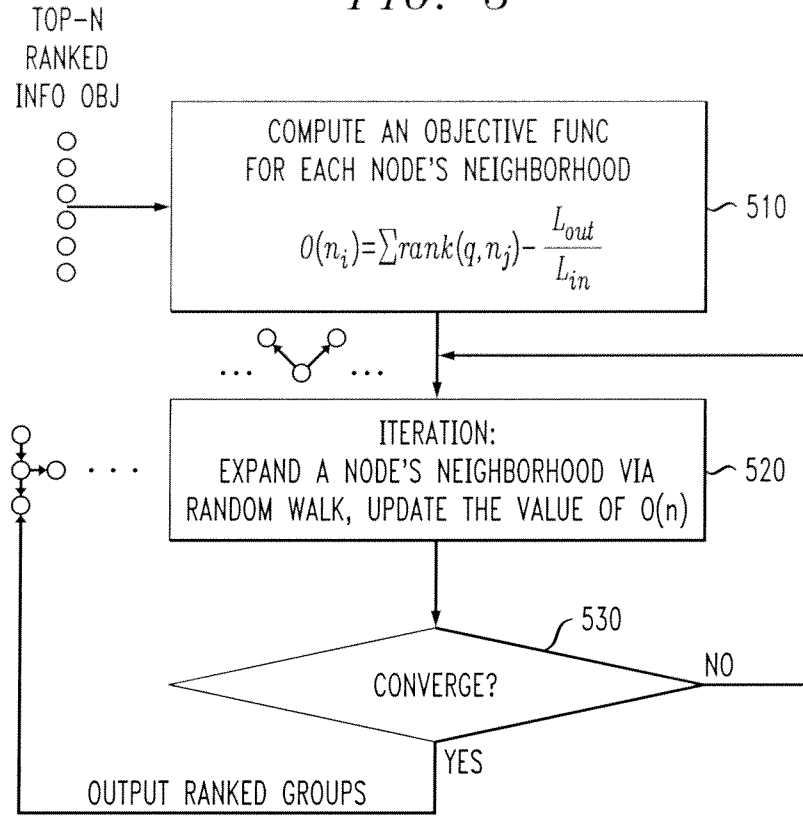 TOP-N
RANKED
INFO OBJ
COMPUTE AN OBJECTIVE FUNC
FOR EACH NODE'S NEIGHBORHOOD
O(n_i)=∑rank(q,n_j)- L_out/L_in
510
... ...
ITERATION:
EXPAND A NODE'S NEIGHBORHOOD VIA
RANDOM WALK, UPDATE THE VALUE OF O(n)
520
...
530
CONVERGE?
NO
YES
OUTPUT RANKED GROUPS